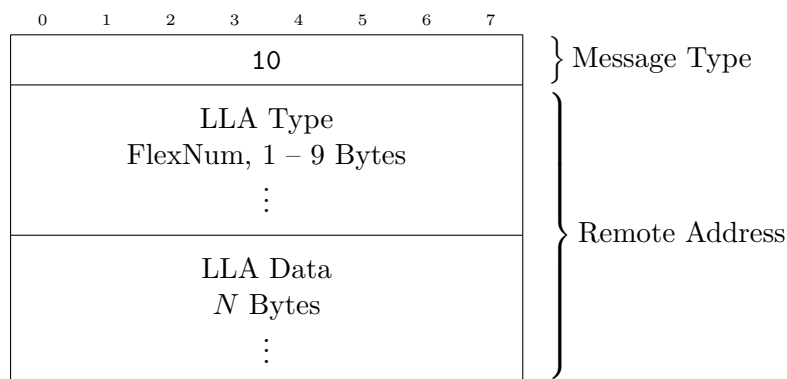 0 1 2 3 4 5 6 7
10
Message Type
LLA Type
FlexNum, 1 – 9 Bytes
⋮
Remote Address
LLA Data
N Bytes
⋮